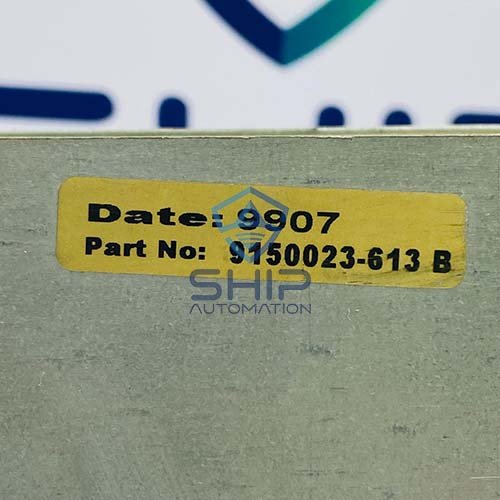 Date: 9907
Part No: 9150023-613 B
SHIP
AUTOMATION